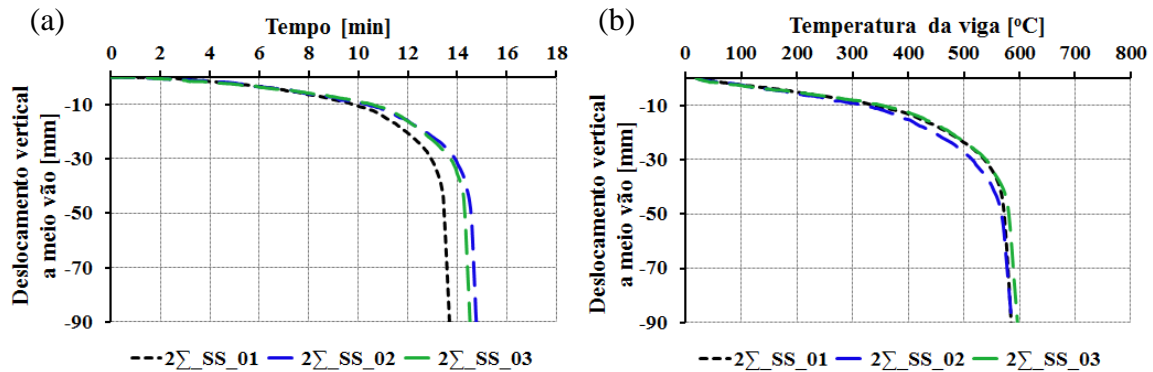 (a)
Tempo [min]
0 2 4 6 8 10 12 14 16 18
Deslocamento vertical
a meio vão [mm]
-10
-30
-50
-70
-90
2∑_SS_01 2∑_SS_02 2∑_SS_03
(b)
Temperatura da viga [ºC]
0 100 200 300 400 500 600 700 800
Deslocamento vertical
a meio vão [mm]
-10
-30
-50
-70
-90
2∑_SS_01 2∑_SS_02 2∑_SS_03